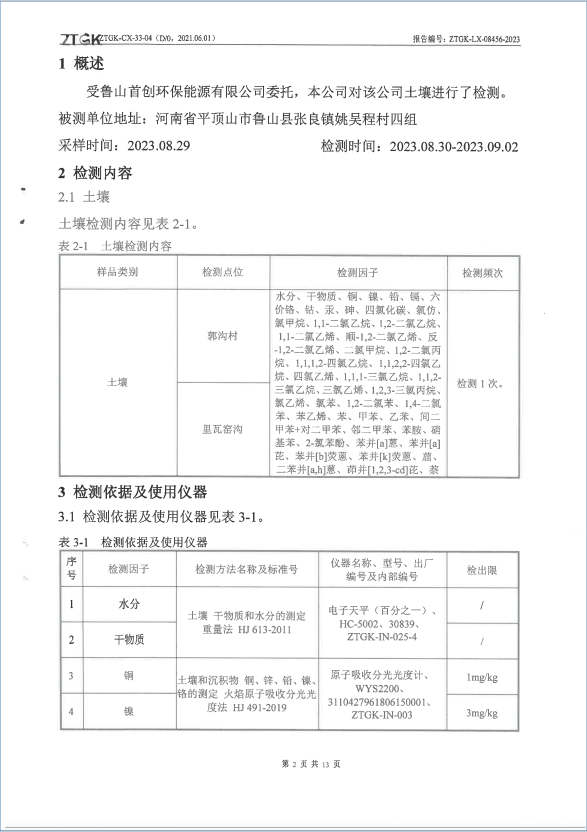 ZTGK ZTGK-CX-33-04（D/0，2021.06.01） 报告编号：ZTGK-LX-08456-2023
1 概述
受鲁山首创环保能源有限公司委托，本公司对该公司土壤进行了检测。
被测单位地址：河南省平顶山市鲁山县张良镇姚吴程村四组
采样时间：2023.08.29 检测时间：2023.08.30-2023.09.02
2 检测内容
2.1 土壤
土壤检测内容见表 2-1。
表 2-1 土壤检测内容
样品类别 检测点位 检测因子 检测频次
土壤
郭沟村
里瓦窑沟
水分、干物质、铜、镍、铅、镉、六
价铬、钴、汞、砷、四氯化碳、氯仿、
氯甲烷、1,1-二氯乙烷、1,2-二氯乙烷、
1,1-二氯乙烯、顺-1,2-二氯乙烯、反
-1,2-二氯乙烯、二氯甲烷、1,2-二氯丙
烷、1,1,1,2-四氯乙烷、1,1,2,2-四氯乙
烷、四氯乙烯、1,1,1-三氯乙烷、1,1,2-
三氯乙烷、三氯乙烯、1,2,3-三氯丙烷、
氯乙烯、氯苯、1,2-二氯苯、1,4-二氯
苯、苯乙烯、苯、甲苯、乙苯、间二
甲苯+对二甲苯、邻二甲苯、苯胺、硝
基苯、2-氯苯酚、苯并[a]蒽、苯并[a]
芘、苯并[b]荧蒽、苯并[k]荧蒽、䓛、
二苯并[a,h]蒽、茚并[1,2,3-cd]芘、萘
检测 1 次。
3 检测依据及使用仪器
3.1 检测依据及使用仪器见表 3-1。
表 3-1 检测依据及使用仪器
序
号
检测因子 检测方法名称及标准号
仪器名称、型号、出厂
编号及内部编号
检出限
1 水分
土壤 干物质和水分的测定
重量法 HJ 613-2011
电子天平（百分之一）、
HC-5002、30839、
ZTGK-IN-025-4
/
2 干物质 /
3 铜
土壤和沉积物 铜、锌、铅、镍、
铬的测定 火焰原子吸收分光光
度法 HJ 491-2019
原子吸收分光光度计、
WYS2200、
3110427961806150001、
ZTGK-IN-003
1mg/kg
4 镍 3mg/kg
第 2 页 共 13 页